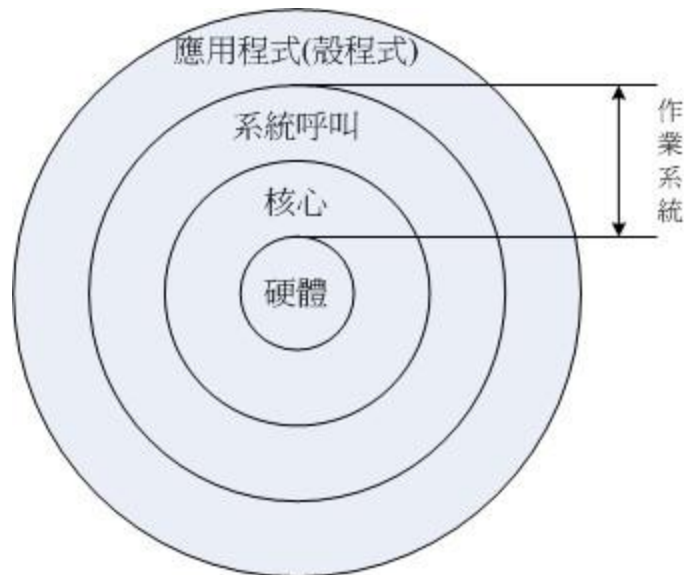 應用程式(殼程式)
系統呼叫
核心
硬體
作業系統